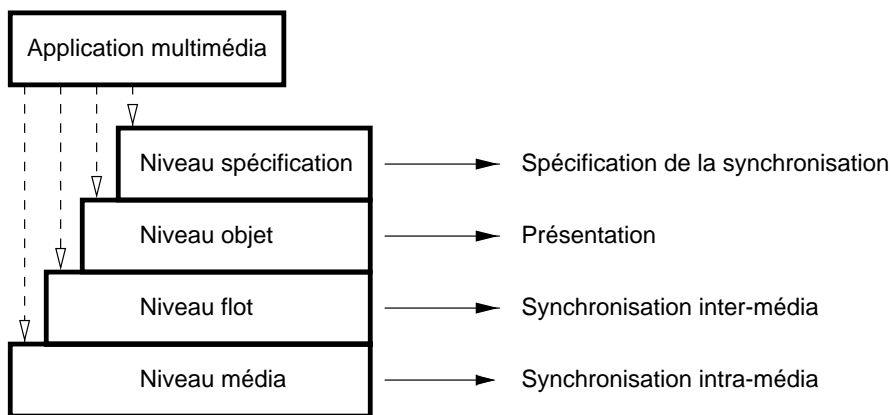 Application multimédia
Niveau spécification
Spécification de la synchronisation
Niveau objet
Présentation
Niveau flot
Synchronisation inter-média
Niveau média
Synchronisation intra-média